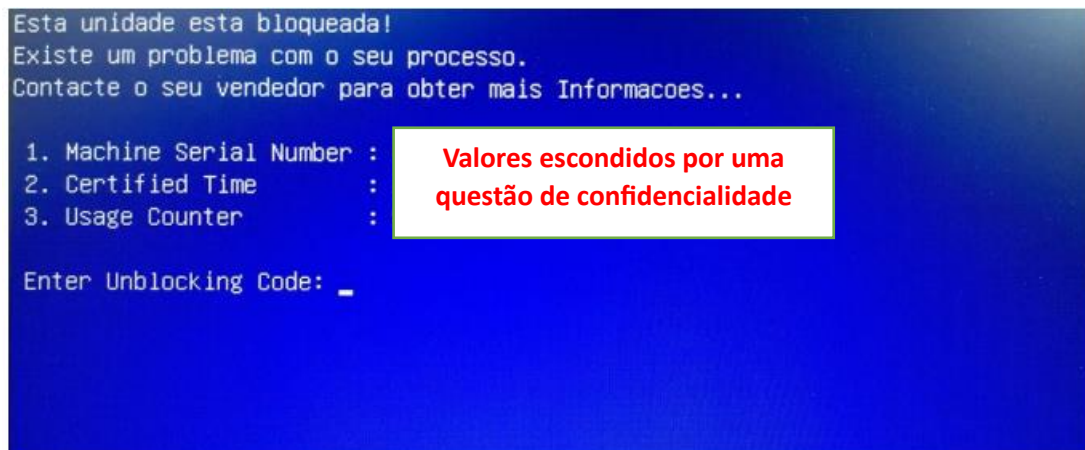 Esta unidade esta bloqueada!
Existe um problema com o seu processo.
Contacte o seu vendedor para obter mais Informacoes...
1. Machine Serial Number :
2. Certified Time :
3. Usage Counter :
Valores escondidos por uma
questão de confidencialidade
Enter Unblocking Code: _